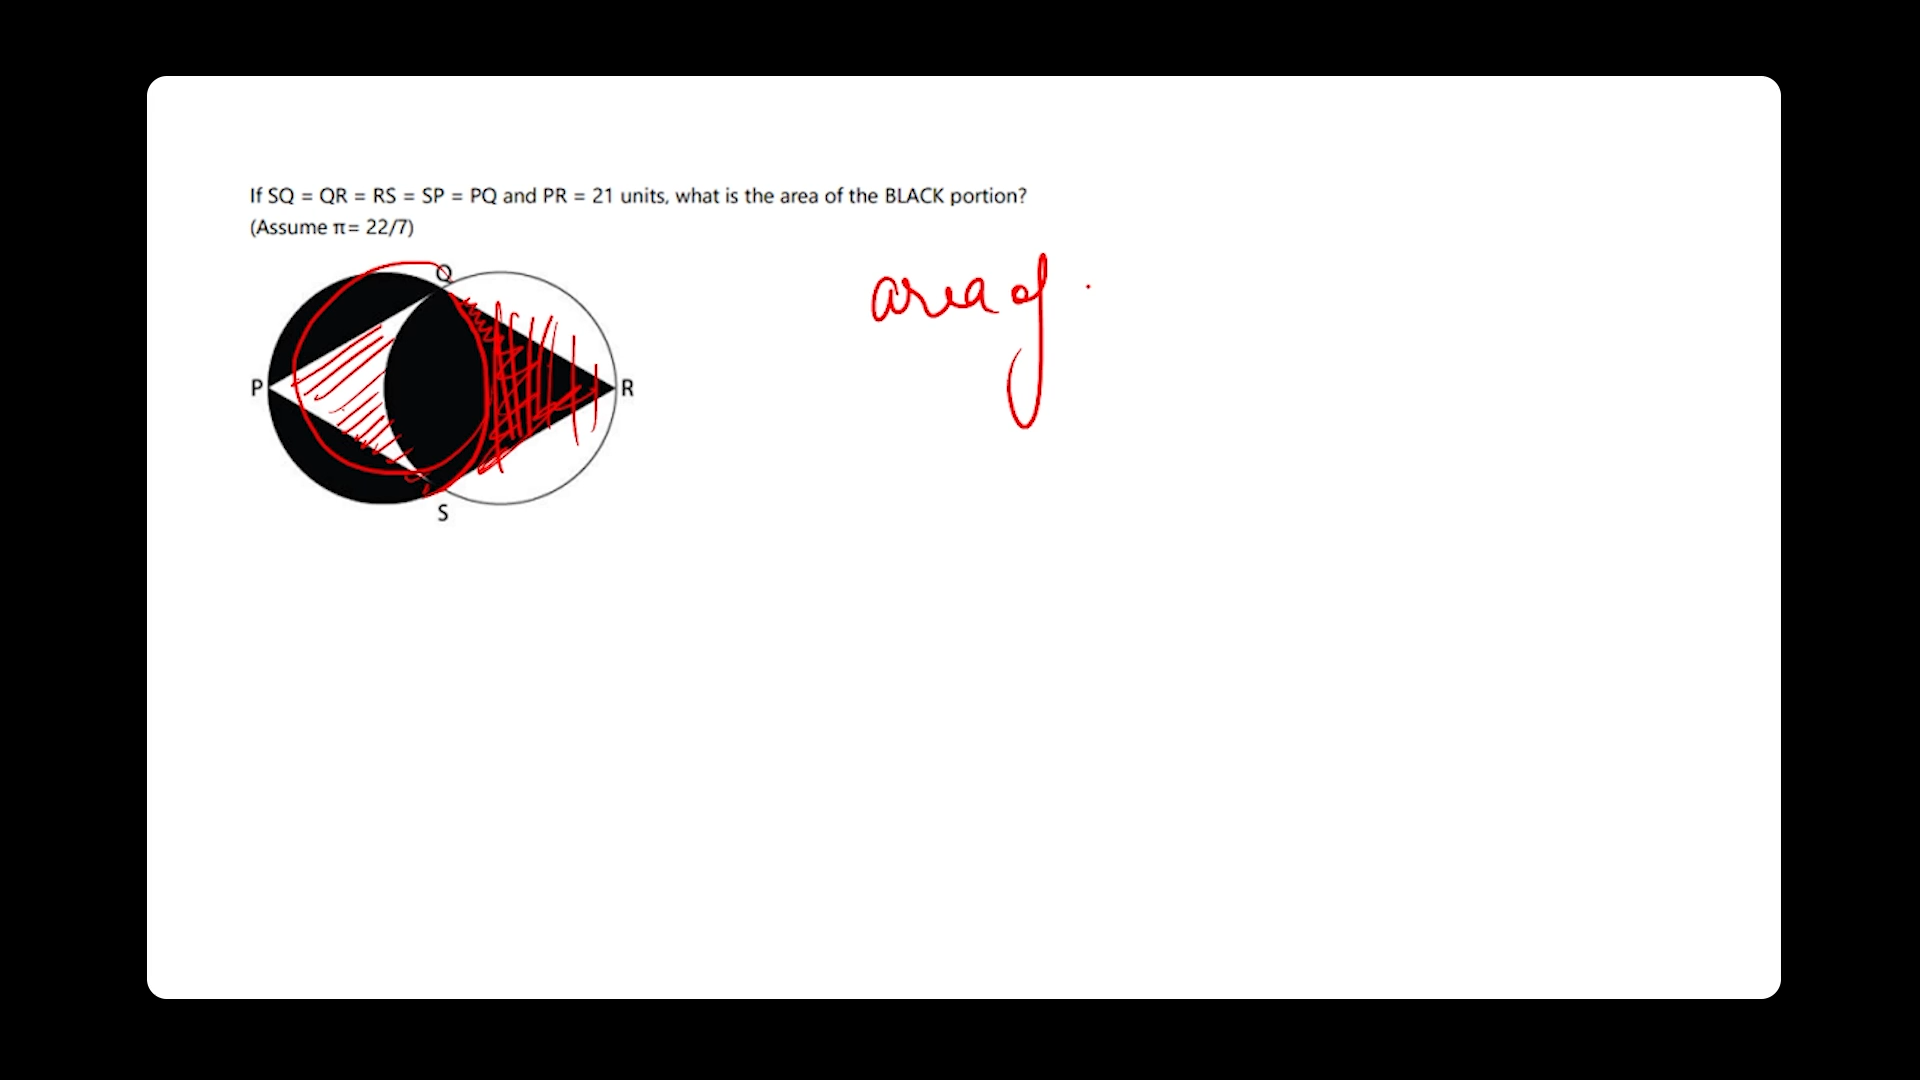 If SQ = QR = RS = SP = PQ and PR = 21 units, what is the area of the BLACK portion?
(Assume π= 22/7)
Q
area of
P
R
S